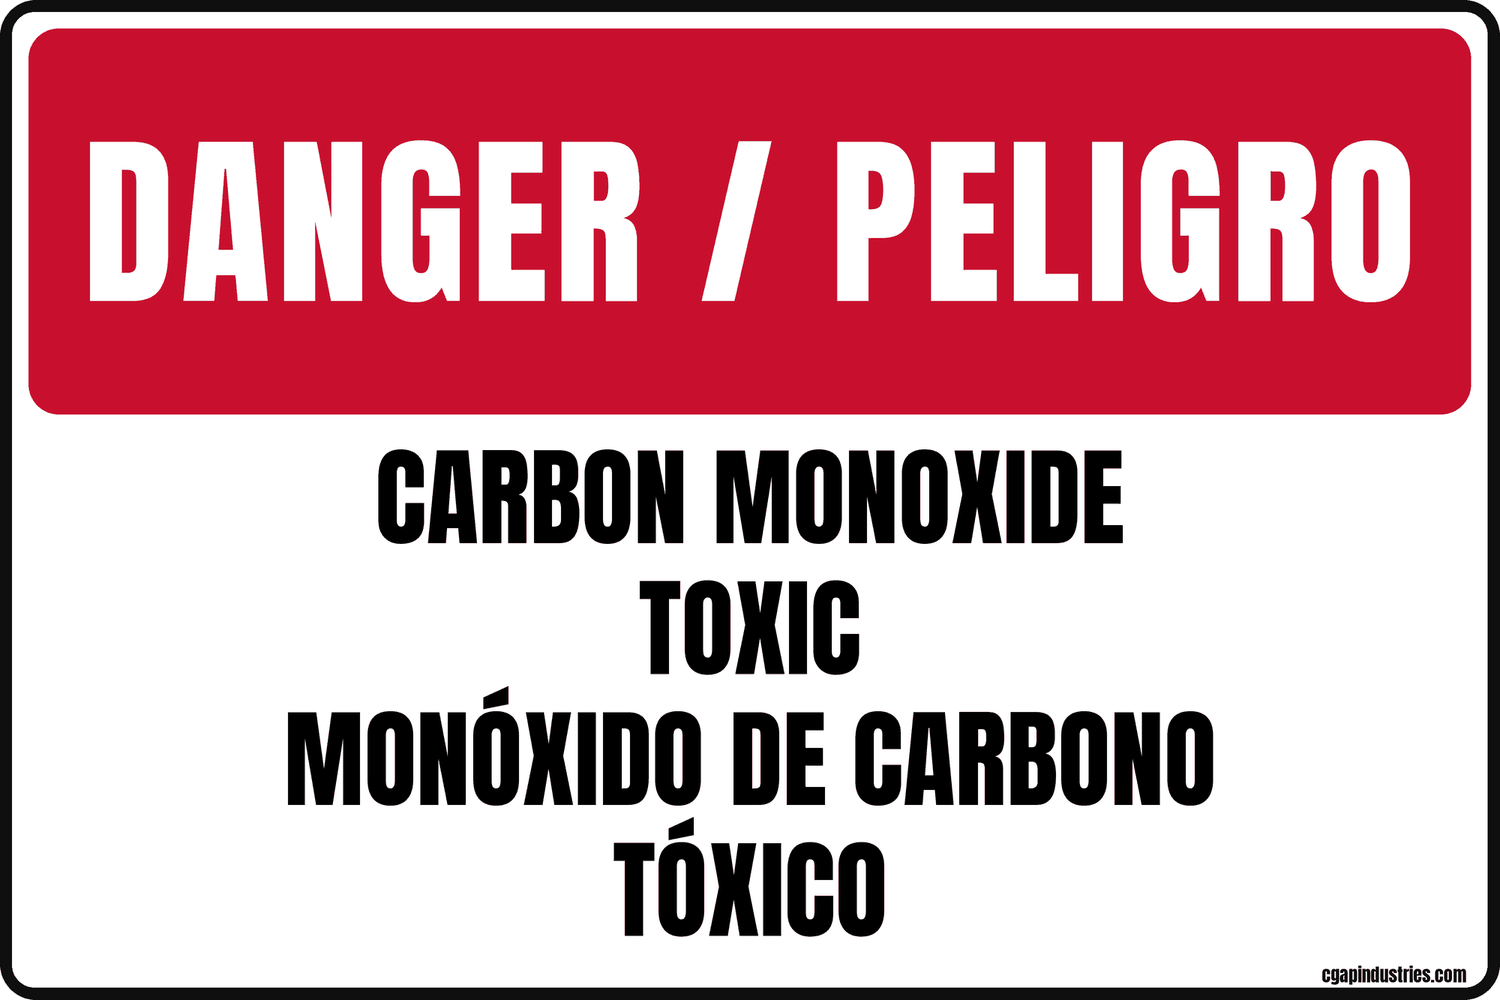 DANGER / PELIGRO
CARBON MONOXIDE
TOXIC
MONÓXIDO DE CARBONO
TÓXICO
cgapindustries.com